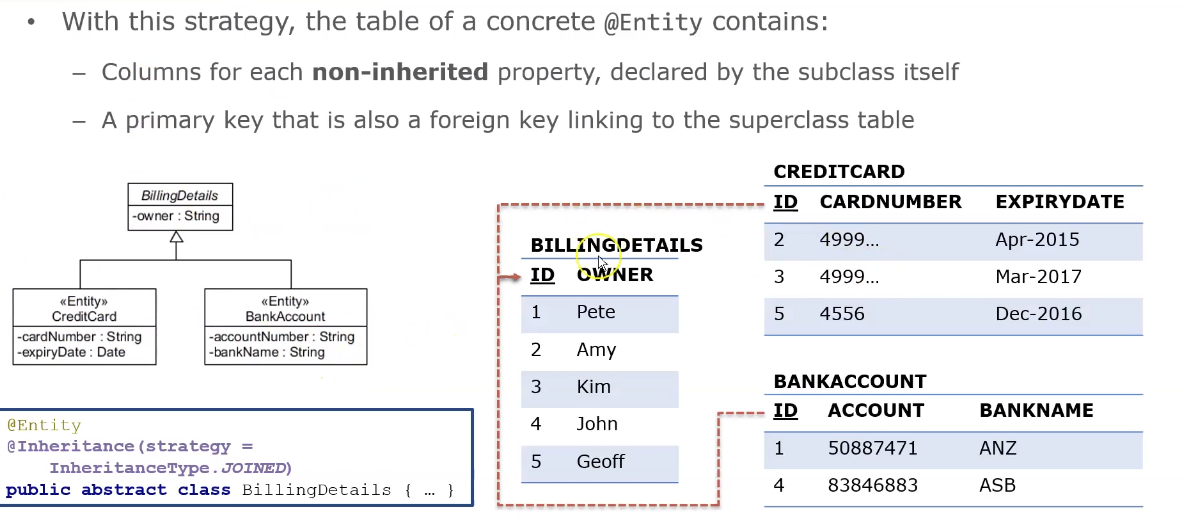 • With this strategy, the table of a concrete @Entity contains:
– Columns for each non-inherited property, declared by the subclass itself
– A primary key that is also a foreign key linking to the superclass table
BillingDetails
-owner : String
«Entity»
CreditCard
-cardNumber : String
-expiryDate : Date
«Entity»
BankAccount
-accountNumber : String
-bankName : String
@Entity
@Inheritance(strategy =
InheritanceType.JOINED)
public abstract class BillingDetails { … }
BILLINGDETAILS
ID OWNER
1 Pete
2 Amy
3 Kim
4 John
5 Geoff
CREDITCARD
ID CARDNUMBER EXPIRYDATE
2 4999... Apr-2015
3 4999... Mar-2017
5 4556 Dec-2016
BANKACCOUNT
ID ACCOUNT BANKNAME
1 50887471 ANZ
4 83846883 ASB